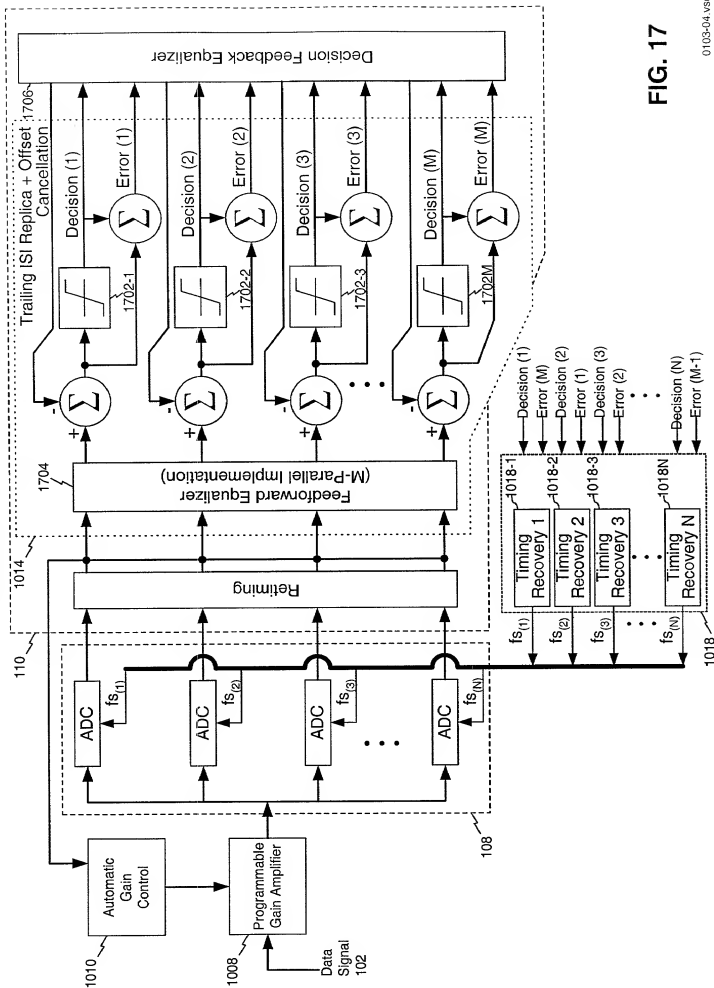 FIG. 17
0103-04.vsd
1010
Automatic
Gain
Control
1008
Programmable
Gain Amplifier
Data
Signal
102
108
ADC
fs(1)
ADC
fs(2)
ADC
fs(3)
ADC
fs(N)
110
Retiming
1014
1704
Feedforward Equalizer
(M-Parallel Implementation)
Trailing ISI Replica + Offset
Cancellation
1706
Decision Feedback Equalizer
-
+
Σ
1702-1
Decision (1)
Σ
Error (1)
-
+
Σ
1702-2
Decision (2)
Σ
Error (2)
-
+
Σ
1702-3
Decision (3)
Σ
Error (3)
-
+
Σ
1702M
Decision (M)
Σ
Error (M)
1018
fs(1)
Timing
Recovery 1
1018-1
Decision (1)
Error (M)
fs(2)
Timing
Recovery 2
1018-2
Decision (2)
Error (1)
fs(3)
Timing
Recovery 3
1018-3
Decision (3)
Error (2)
fs(N)
Timing
Recovery N
1018N
Decision (N)
Error (M-1)